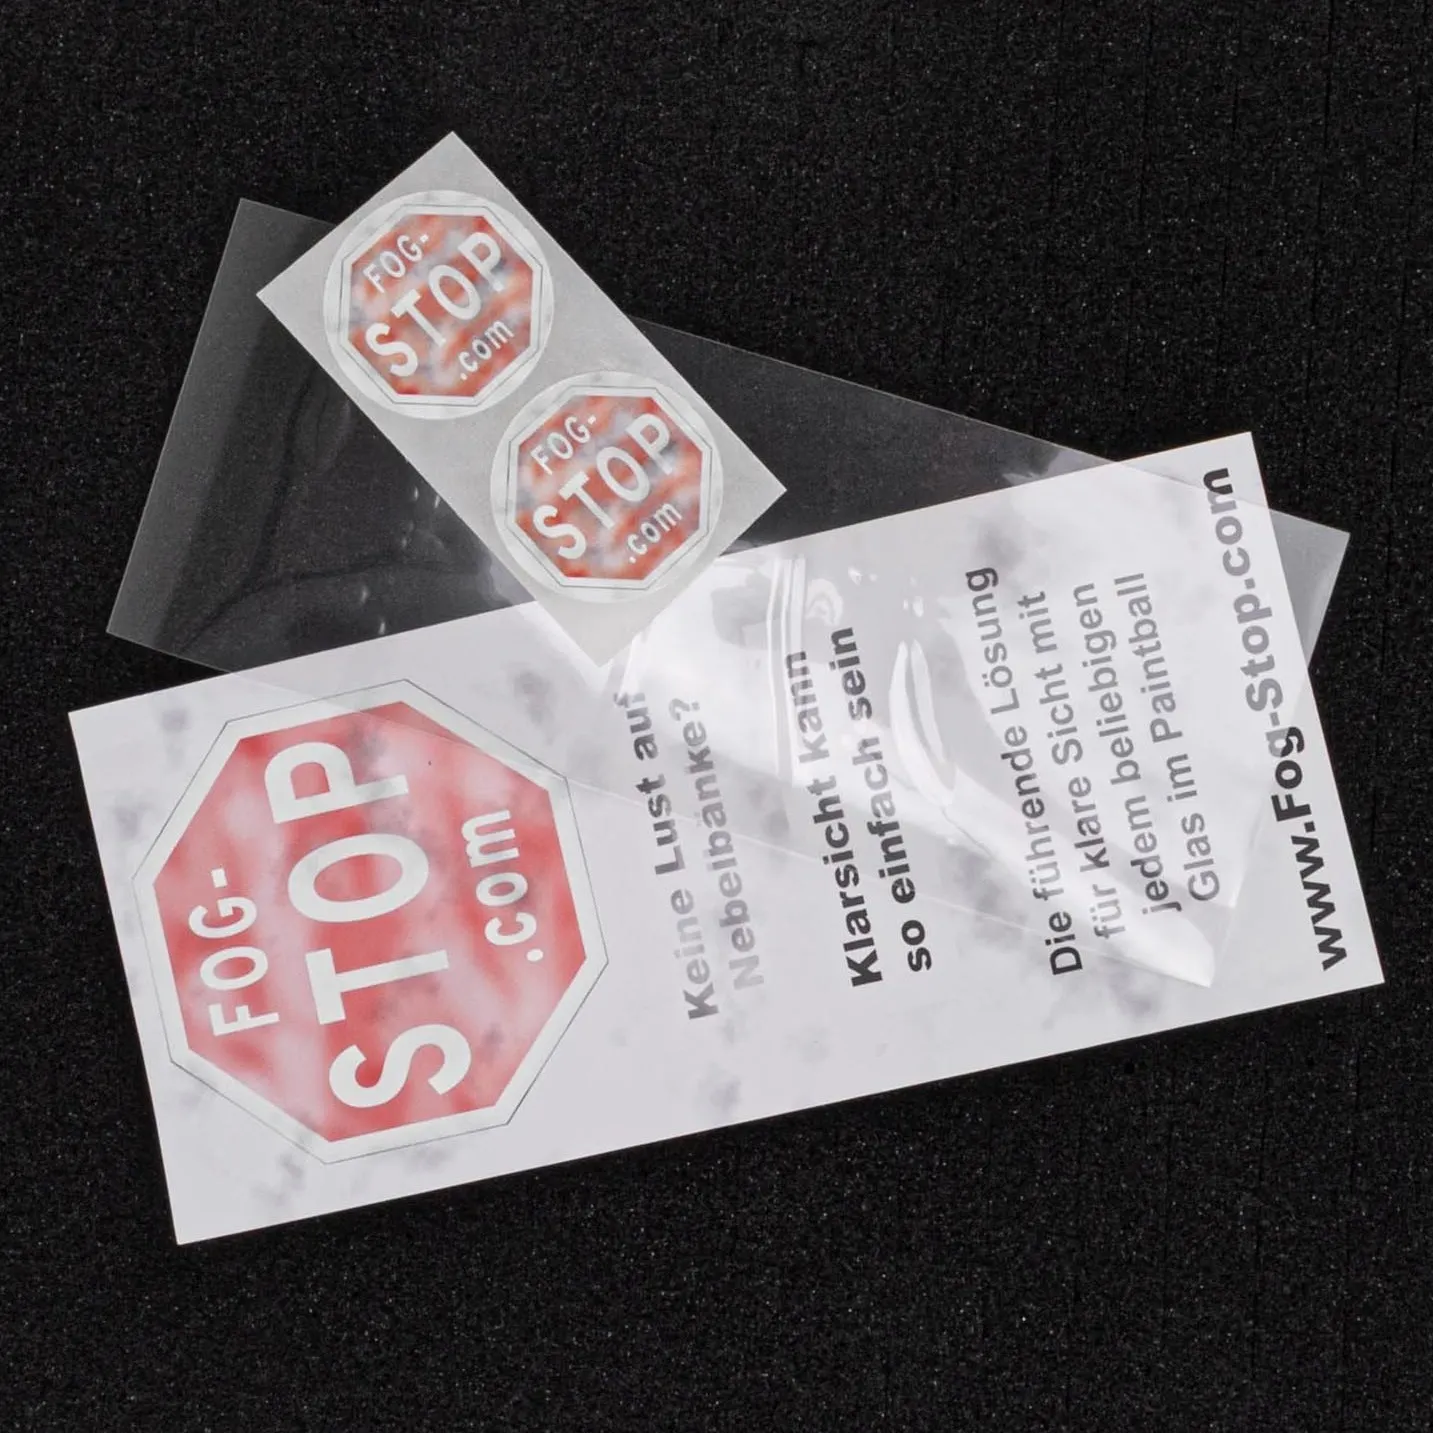 FOG-
STOP
.com
FOG-
STOP
.com
FOG-
STOP
.com
Keine Lust auf
Nebelbänke?
Klarsicht kann
so einfach sein
Die führende Lösung
für klare Sicht mit
jedem beliebigen
Glas im Paintball
www.Fog-Stop.com